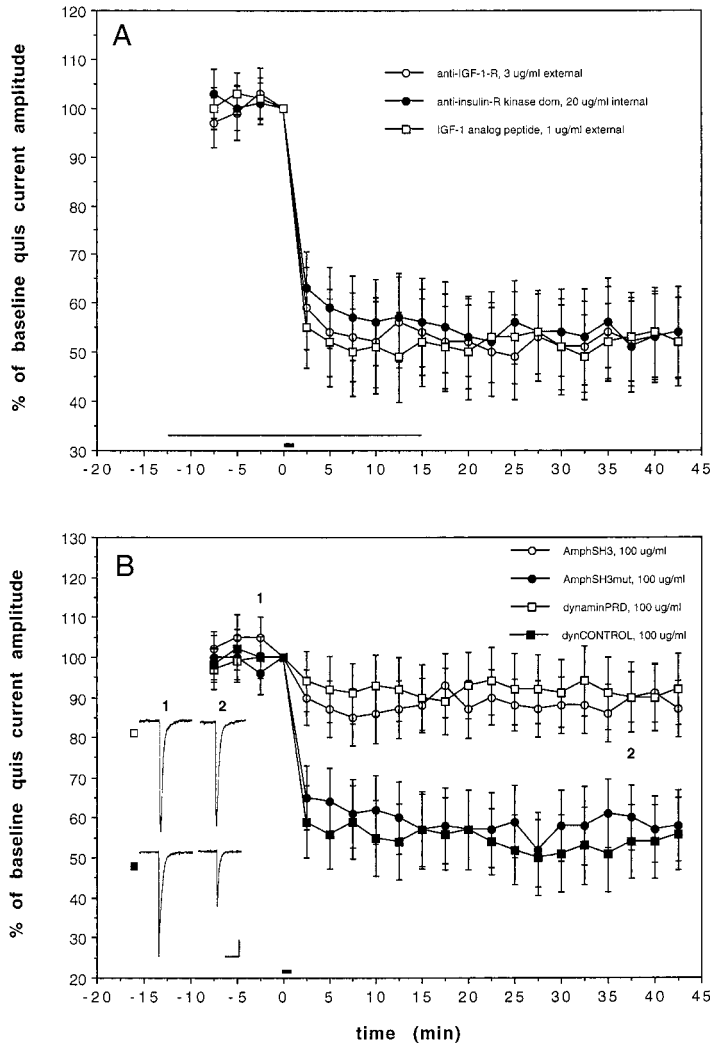 A
% of baseline quis current amplitude
120
110
100
90
80
70
60
50
40
30
anti-IGF-1-R, 3 ug/ml external
anti-insulin-R kinase dom, 20 ug/ml internal
IGF-1 analog peptide, 1 ug/ml external
-20 -15 -10 -5 0 5 10 15 20 25 30 35 40 45
B
% of baseline quis current amplitude
130
120
110
100
90
80
70
60
50
40
30
20
AmphSH3, 100 ug/ml
AmphSH3mut, 100 ug/ml
dynaminPRD, 100 ug/ml
dynCONTROL, 100 ug/ml
1
1 2
2
-20 -15 -10 -5 0 5 10 15 20 25 30 35 40 45
time (min)